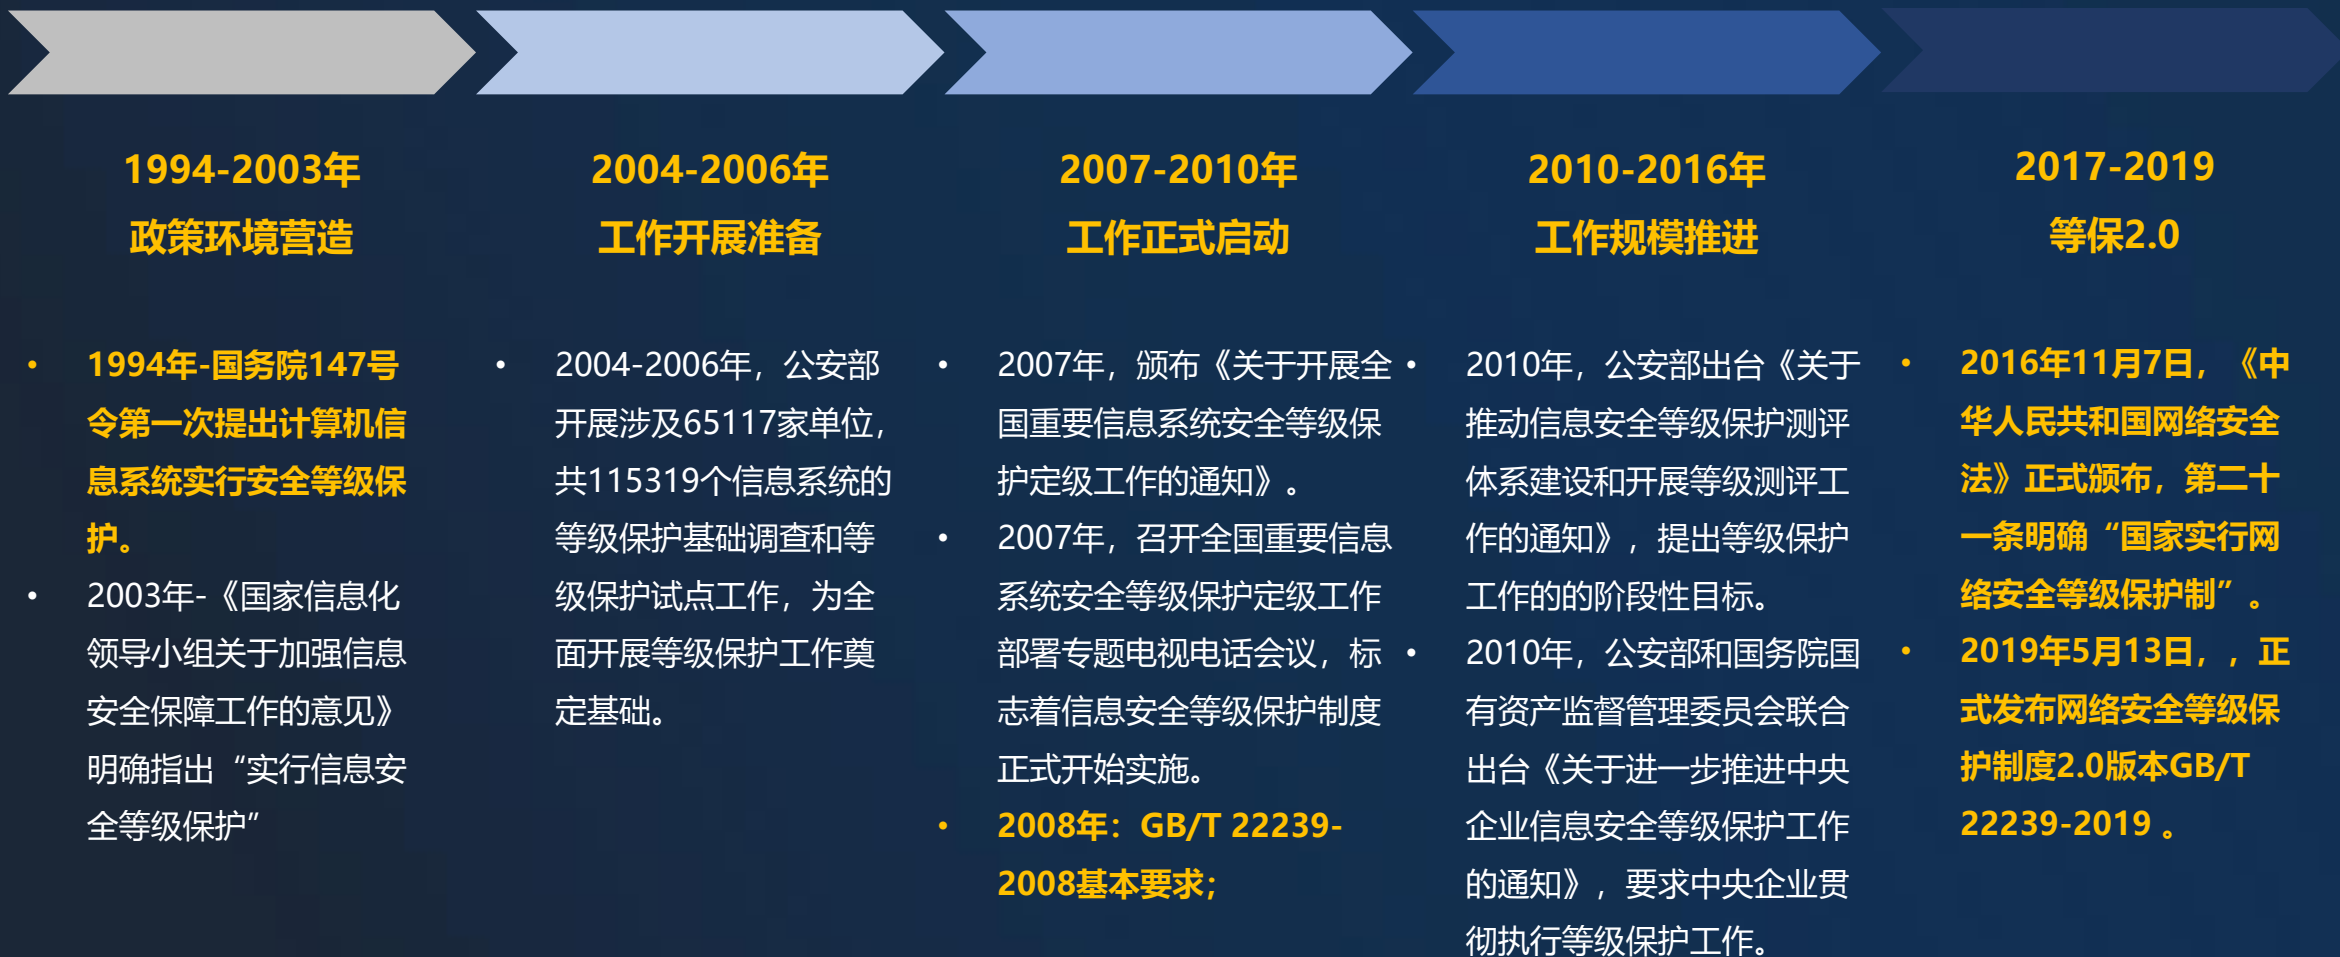 1994-2003年
政策环境营造
• 1994年-国务院147号
令第一次提出计算机信
息系统实行安全等级保
护。
• 2003年-《国家信息化
领导小组关于加强信息
安全保障工作的意见》
明确指出“实行信息安
全等级保护”
2004-2006年
工作开展准备
• 2004-2006年，公安部
开展涉及65117家单位，
共115319个信息系统的
等级保护基础调查和等
级保护试点工作，为全
面开展等级保护工作奠
定基础。
2007-2010年
工作正式启动
• 2007年，颁布《关于开展全
国重要信息系统安全等级保
护定级工作的通知》。
• 2007年，召开全国重要信息
系统安全等级保护定级工作
部署专题电视电话会议，标
志着信息安全等级保护制度
正式开始实施。
• 2008年：GB/T 22239-
2008基本要求；
2010-2016年
工作规模推进
• 2010年，公安部出台《关于
推动信息安全等级保护测评
体系建设和开展等级测评工
作的通知》，提出等级保护
工作的的阶段性目标。
• 2010年，公安部和国务院国
有资产监督管理委员会联合
出台《关于进一步推进中央
企业信息安全等级保护工作
的通知》，要求中央企业贯
彻执行等级保护工作。
2017-2019
等保2.0
• 2016年11月7日，《中
华人民共和国网络安全
法》正式颁布，第二十
一条明确“国家实行网
络安全等级保护制”。
• 2019年5月13日，，正
式发布网络安全等级保
护制度2.0版本GB/T
22239-2019 。